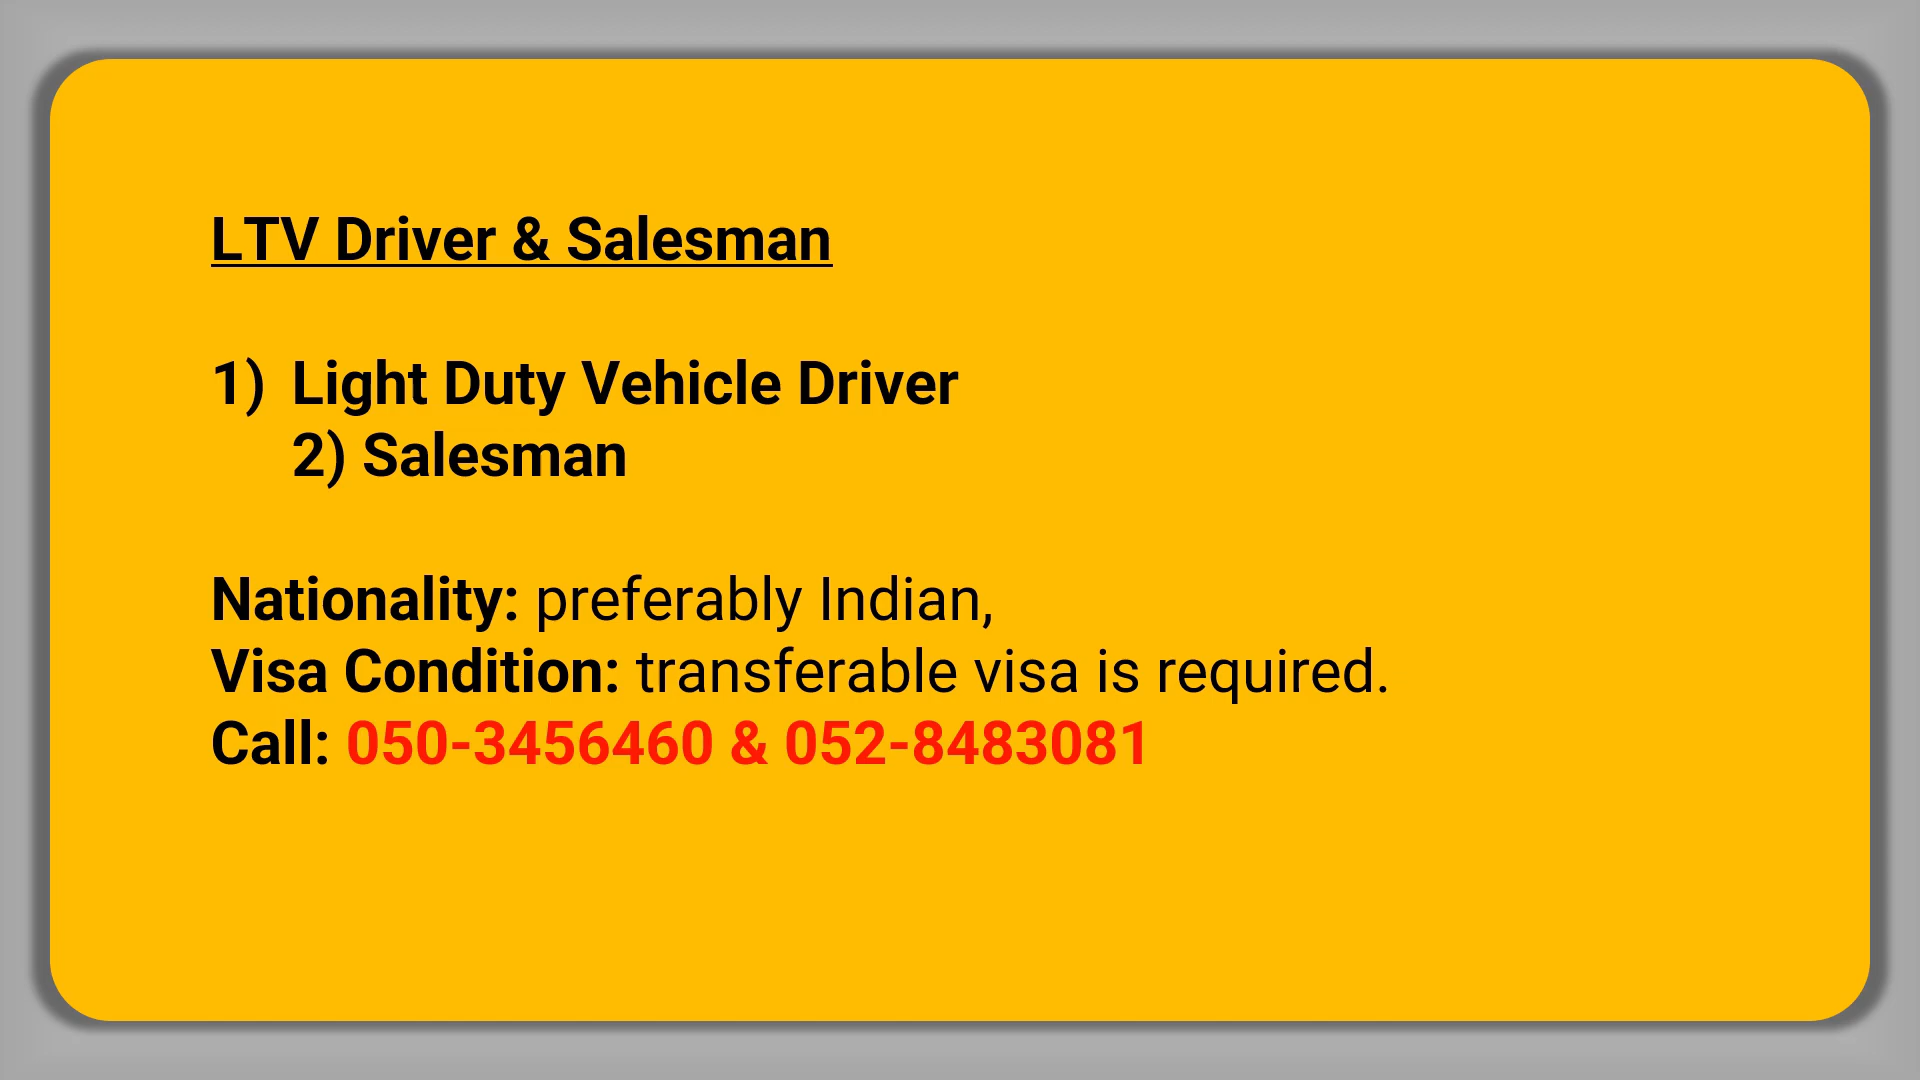 LTV Driver & Salesman
1) Light Duty Vehicle Driver
2) Salesman
Nationality: preferably Indian,
Visa Condition: transferable visa is required.
Call: 050-3456460 & 052-8483081